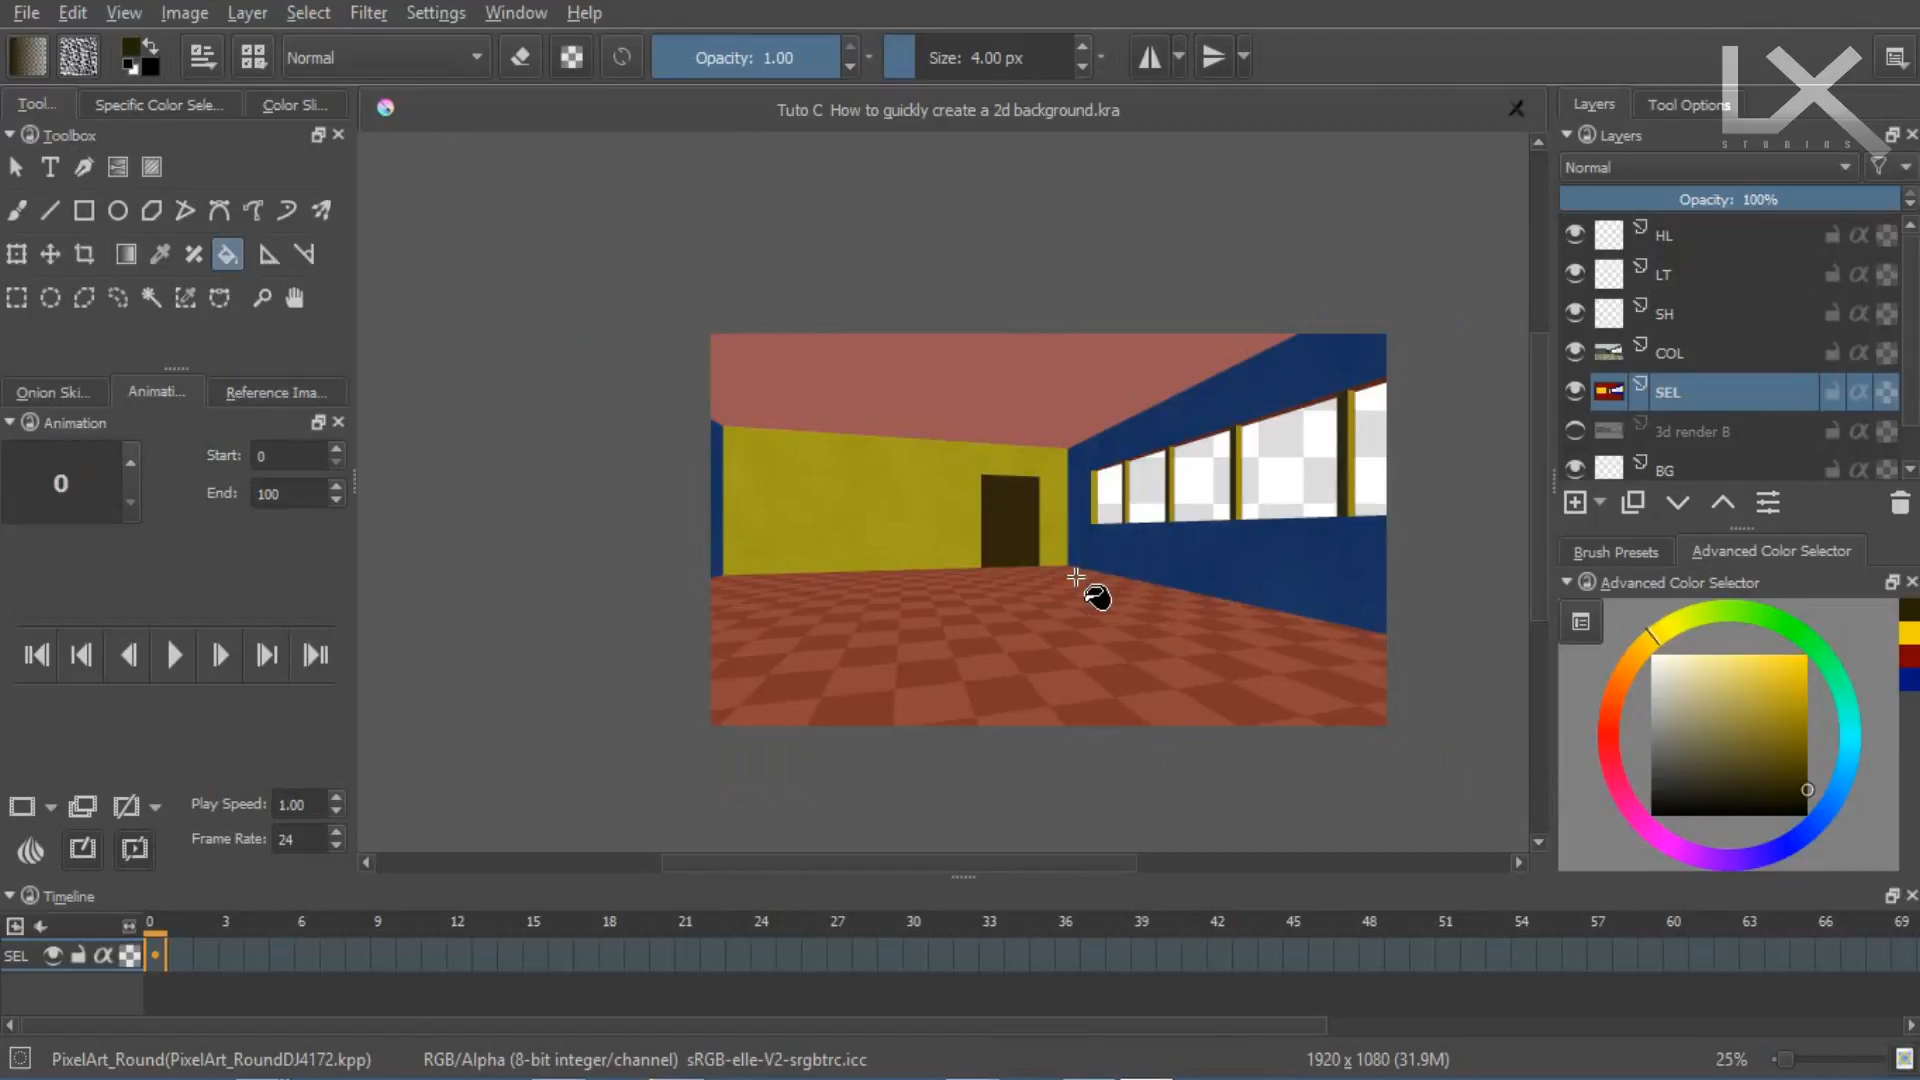 File Edit View Image Layer Select Filter Settings Window Help
Normal
Opacity: 1.00
Size: 4.00 px
LX
STUDIOS
Tool... Specific Color Sele... Color Sli...
Tuto C How to quickly create a 2d background.kra
Layers Tool Options
Toolbox
Layers
Normal
Opacity: 100%
HL
LT
SH
COL
SEL
3d render B
BG
Onion Ski... Animati... Reference Ima...
Animation
0
Start: 0
End: 100
Brush Presets Advanced Color Selector
Advanced Color Selector
Play Speed: 1.00
Frame Rate: 24
Timeline
0 3 6 9 12 15 18 21 24 27 30 33 36 39 42 45 48 51 54 57 60 63 66 69
SEL
PixelArt_Round(PixelArt_RoundDJ4172.kpp) RGB/Alpha (8-bit integer/channel) sRGB-elle-V2-srgbtrc.icc 1920 x 1080 (31.9M) 25%